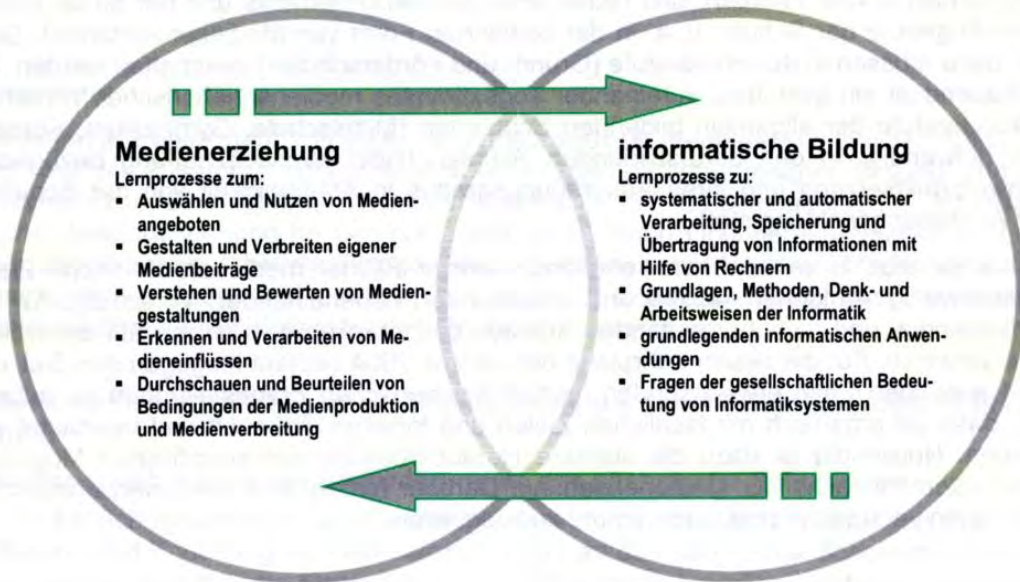 Medienerziehung
Lernprozesse zum:
▪ Auswählen und Nutzen von Medien-
angeboten
▪ Gestalten und Verbreiten eigener
Medienbeiträge
▪ Verstehen und Bewerten von Medien-
gestaltungen
▪ Erkennen und Verarbeiten von Me-
dieneinflüssen
▪ Durchschauen und Beurteilen von
Bedingungen der Medienproduktion
und Medienverbreitung
informatische Bildung
Lernprozesse zu:
▪ systematischer und automatischer
Verarbeitung, Speicherung und
Übertragung von Informationen mit
Hilfe von Rechnern
▪ Grundlagen, Methoden, Denk- und
Arbeitsweisen der Informatik
▪ grundlegenden informatischen Anwen-
dungen
▪ Fragen der gesellschaftlichen Bedeu-
tung von Informatiksystemen